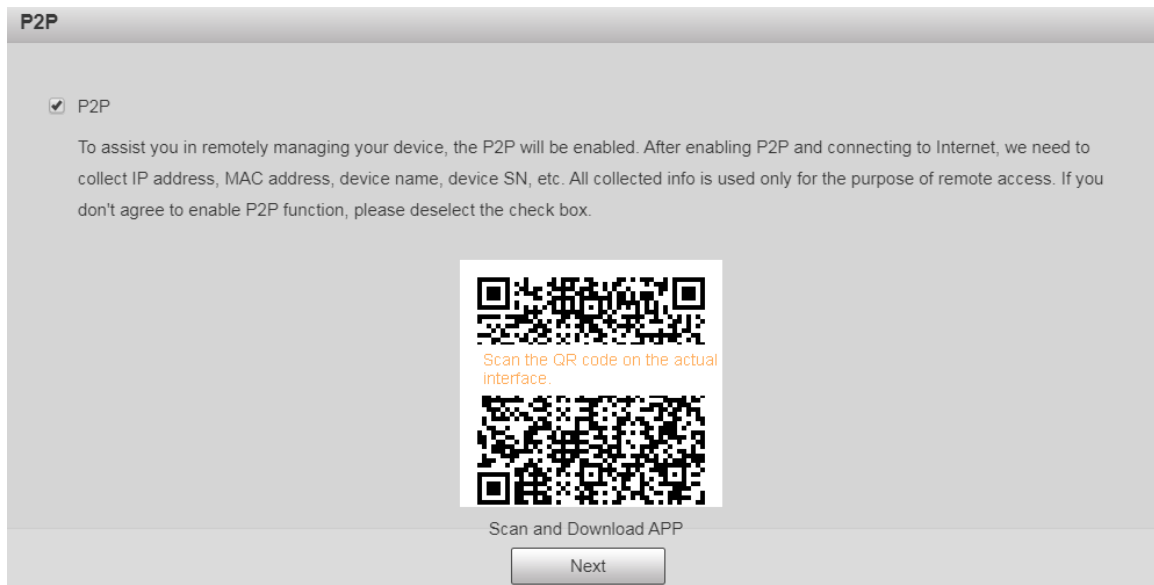 P2P
P2P
To assist you in remotely managing your device, the P2P will be enabled. After enabling P2P and connecting to Internet, we need to
collect IP address, MAC address, device name, device SN, etc. All collected info is used only for the purpose of remote access. If you
don't agree to enable P2P function, please deselect the check box.
Scan the QR code on the actual
interface.
Scan and Download APP
Next